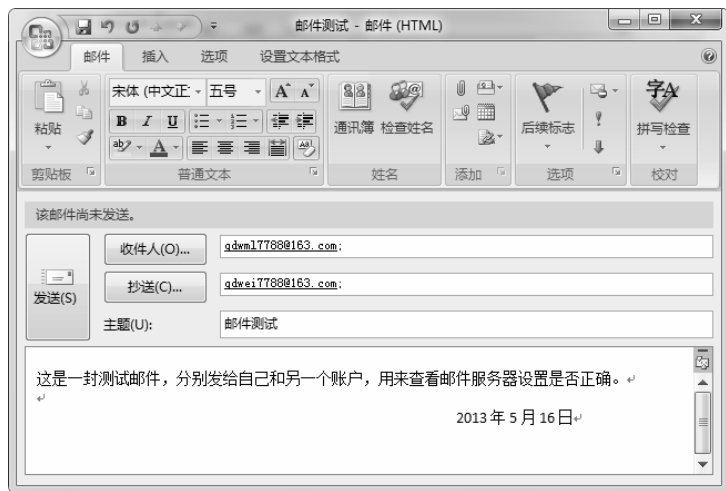 邮件测试 - 邮件 (HTML)
邮件 插入 选项 设置文本格式
宋体 (中文正 五号 A A
B I U
ab A Aa
粘贴 通讯簿 检查姓名 后续标志 字A 拼写检查
剪贴板 普通文本 姓名 添加 选项 校对
该邮件尚未发送。
收件人(O)... gdwml7788@163.com;
发送(S) 抄送(C)... gdwei7788@163.com;
主题(U): 邮件测试
这是一封测试邮件，分别发给自己和另一个账户，用来查看邮件服务器设置是否正确。
2013 年 5 月 16 日